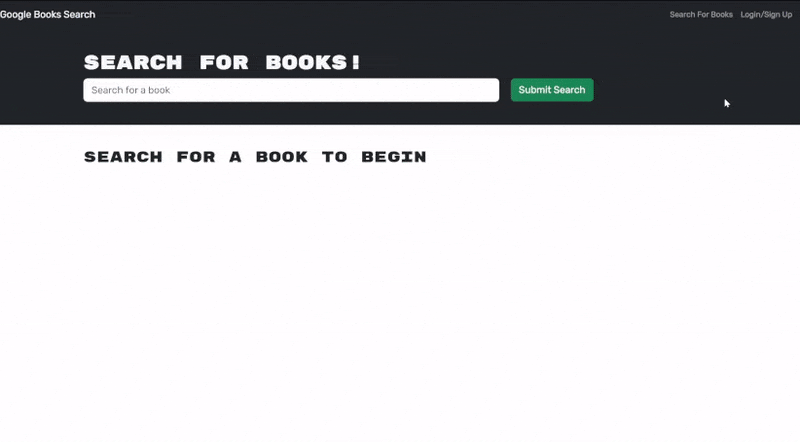 Google Books Search
Search For Books Login/Sign Up
SEARCH FOR BOOKS!
Search for a book
Submit Search
SEARCH FOR A BOOK TO BEGIN